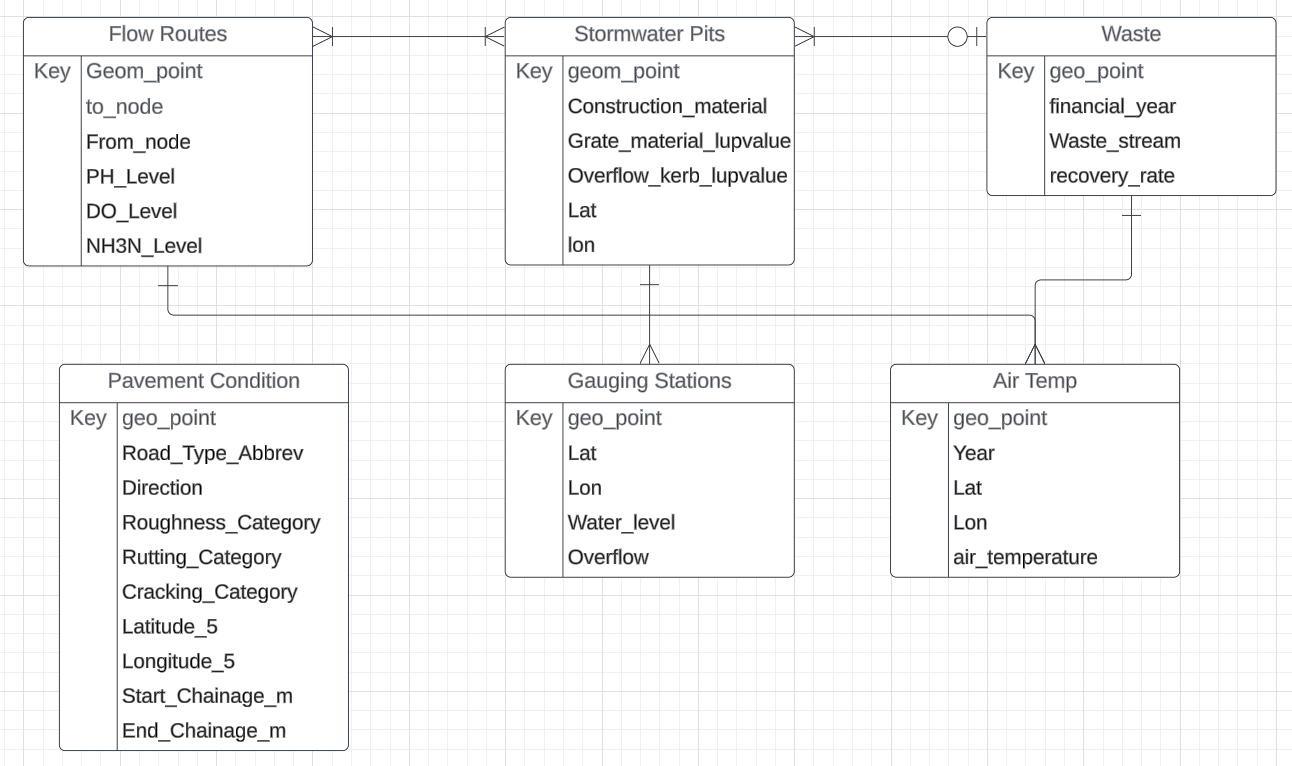 Flow Routes
Key Geom_point
to_node
From_node
PH_Level
DO_Level
NH3N_Level
Stormwater Pits
Key geom_point
Construction_material
Grate_material_lupvalue
Overflow_kerb_lupvalue
Lat
lon
Waste
Key geo_point
financial_year
Waste_stream
recovery_rate
Pavement Condition
Key geo_point
Road_Type_Abbrev
Direction
Roughness_Category
Rutting_Category
Cracking_Category
Latitude_5
Longitude_5
Start_Chainage_m
End_Chainage_m
Gauging Stations
Key geo_point
Lat
Lon
Water_level
Overflow
Air Temp
Key geo_point
Year
Lat
Lon
air_temperature